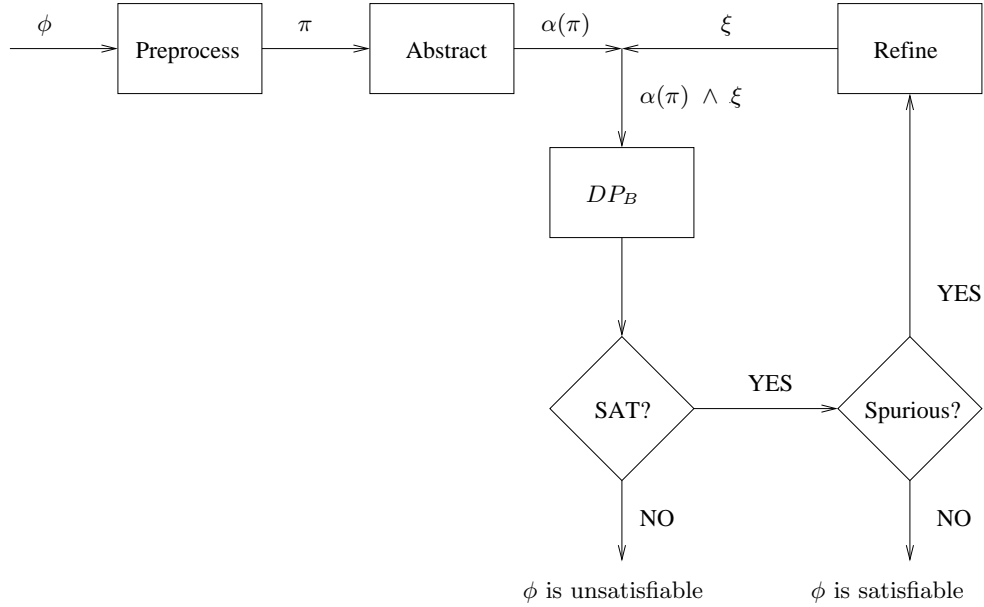 ϕ
Preprocess
π
Abstract
α(π)
ξ
Refine
α(π) ∧ ξ
DP_B
SAT?
YES
Spurious?
YES
NO
NO
ϕ is unsatisfiable
ϕ is satisfiable